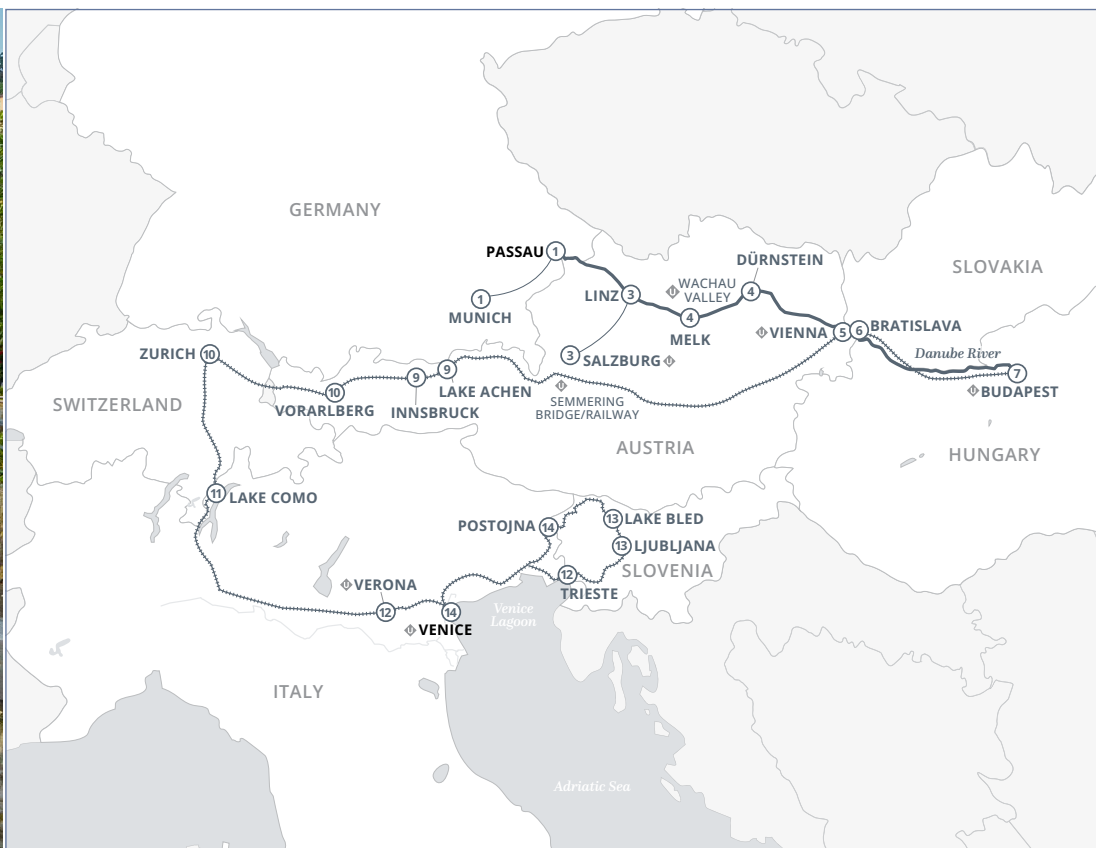 GERMANY
PASSAU
1
1
MUNICH
LINZ
3
3
SALZBURG
WACHAU
VALLEY
DÜRNSTEIN
4
4
MELK
VIENNA
5
6
BRATISLAVA
SLOVAKIA
Danube River
7
BUDAPEST
HUNGARY
ZURICH
10
SWITZERLAND
10
VORARLBERG
9
INNSBRUCK
9
LAKE ACHEN
SEMMERING
BRIDGE/RAILWAY
AUSTRIA
11
LAKE COMO
POSTOJNA
14
13
LAKE BLED
13
LJUBLJANA
SLOVENIA
12
TRIESTE
VERONA
12
14
VENICE
Venice
Lagoon
ITALY
Adriatic Sea